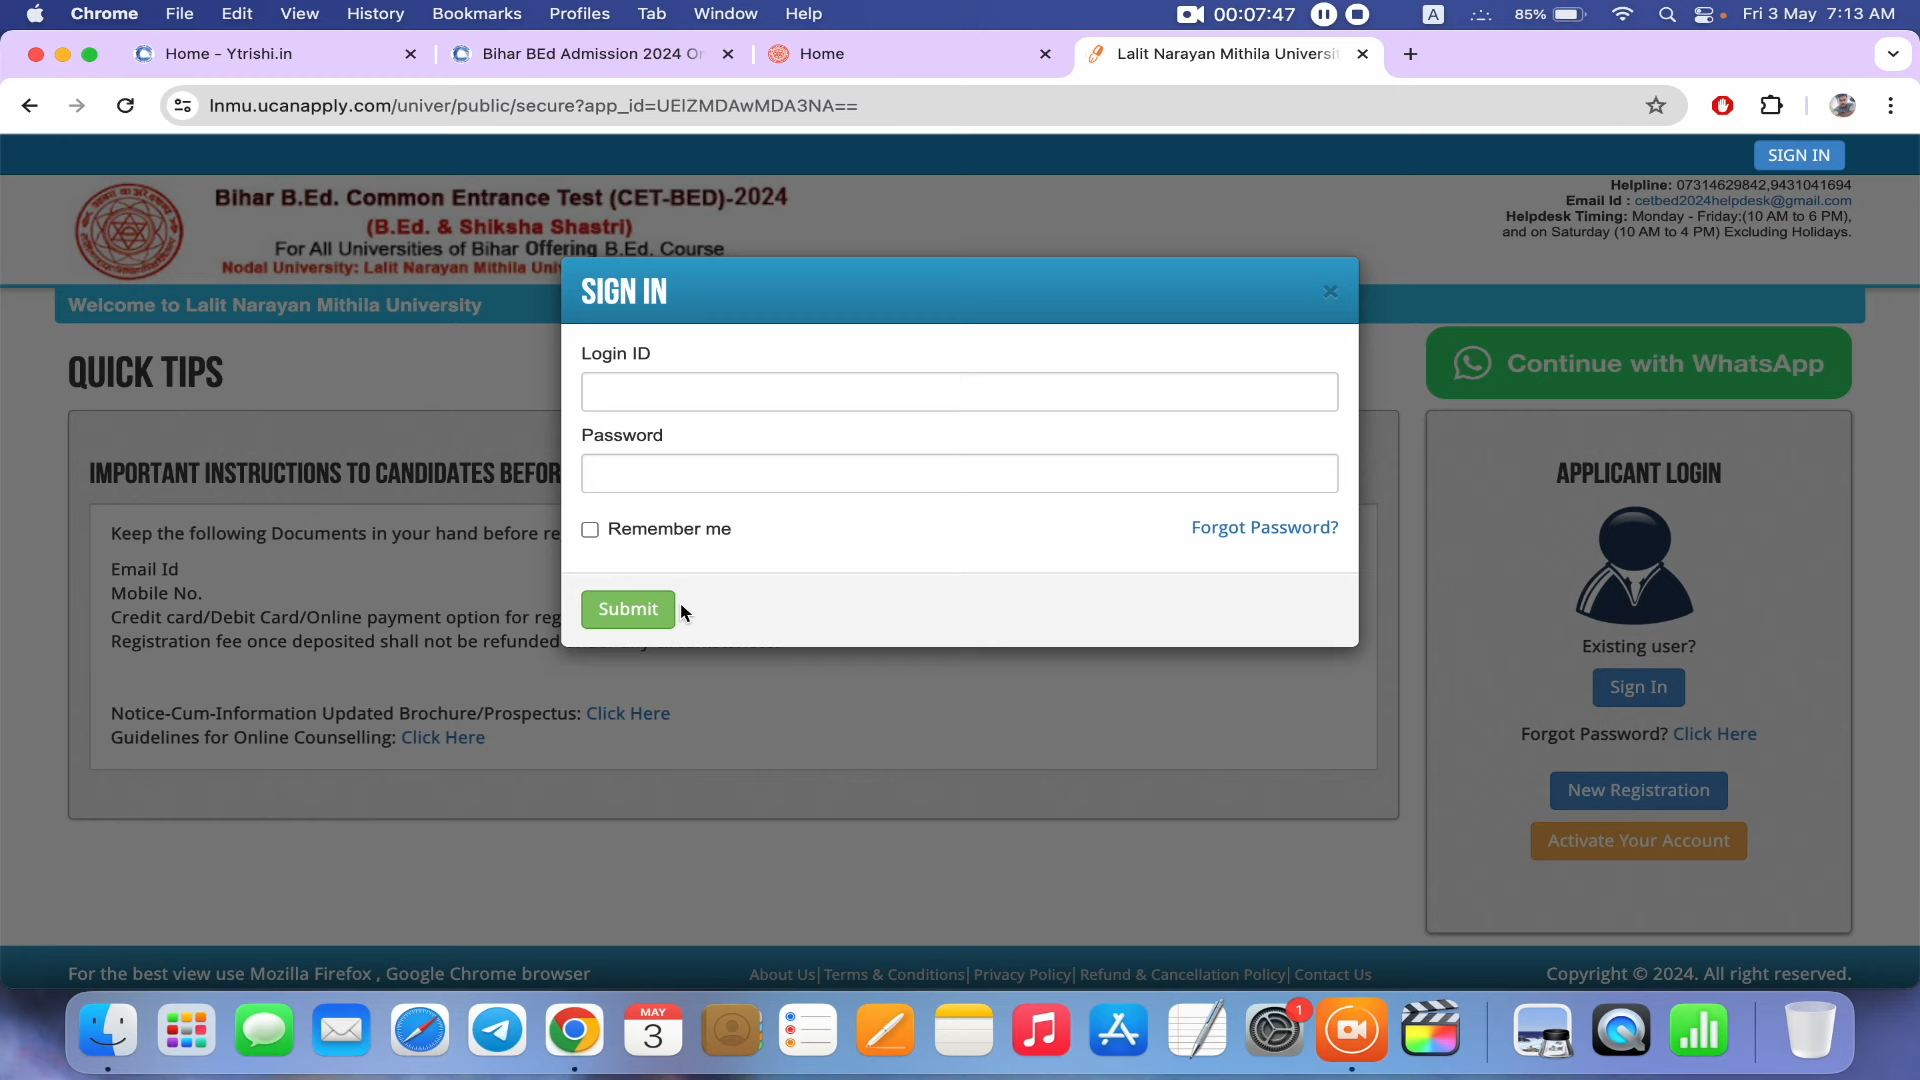 Chrome File Edit View History Bookmarks Profiles Tab Window Help 00:07:47 A 85% Fri 3 May 7:13 AM
Home - Ytrishi.in
Bihar BEd Admission 2024 On
Home
Lalit Narayan Mithila Universit
lnmu.ucanapply.com/univer/public/secure?app_id=UElZMDAwMDA3NA==
SIGN IN
Bihar B.Ed. Common Entrance Test (CET-BED)-2024
(B.Ed. & Shiksha Shastri)
For All Universities of Bihar Offering B.Ed. Course
Nodal University: Lalit Narayan Mithila Uni
Helpline: 07314629842,9431041694
Email Id : cetbed2024helpdesk@gmail.com
Helpdesk Timing: Monday - Friday:(10 AM to 6 PM),
and on Saturday (10 AM to 4 PM) Excluding Holidays.
Welcome to Lalit Narayan Mithila University
SIGN IN
×
Login ID
Password
Remember me
Forgot Password?
Submit
QUICK TIPS
IMPORTANT INSTRUCTIONS TO CANDIDATES BEFOR
Keep the following Documents in your hand before re
Email Id
Mobile No.
Credit card/Debit Card/Online payment option for reg
Registration fee once deposited shall not be refunded
Notice-Cum-Information Updated Brochure/Prospectus: Click Here
Guidelines for Online Counselling: Click Here
Continue with WhatsApp
APPLICANT LOGIN
Existing user?
Sign In
Forgot Password? Click Here
New Registration
Activate Your Account
For the best view use Mozilla Firefox , Google Chrome browser
About Us| Terms & Conditions| Privacy Policy| Refund & Cancellation Policy| Contact Us
Copyright © 2024. All right reserved.
MAY
3
1